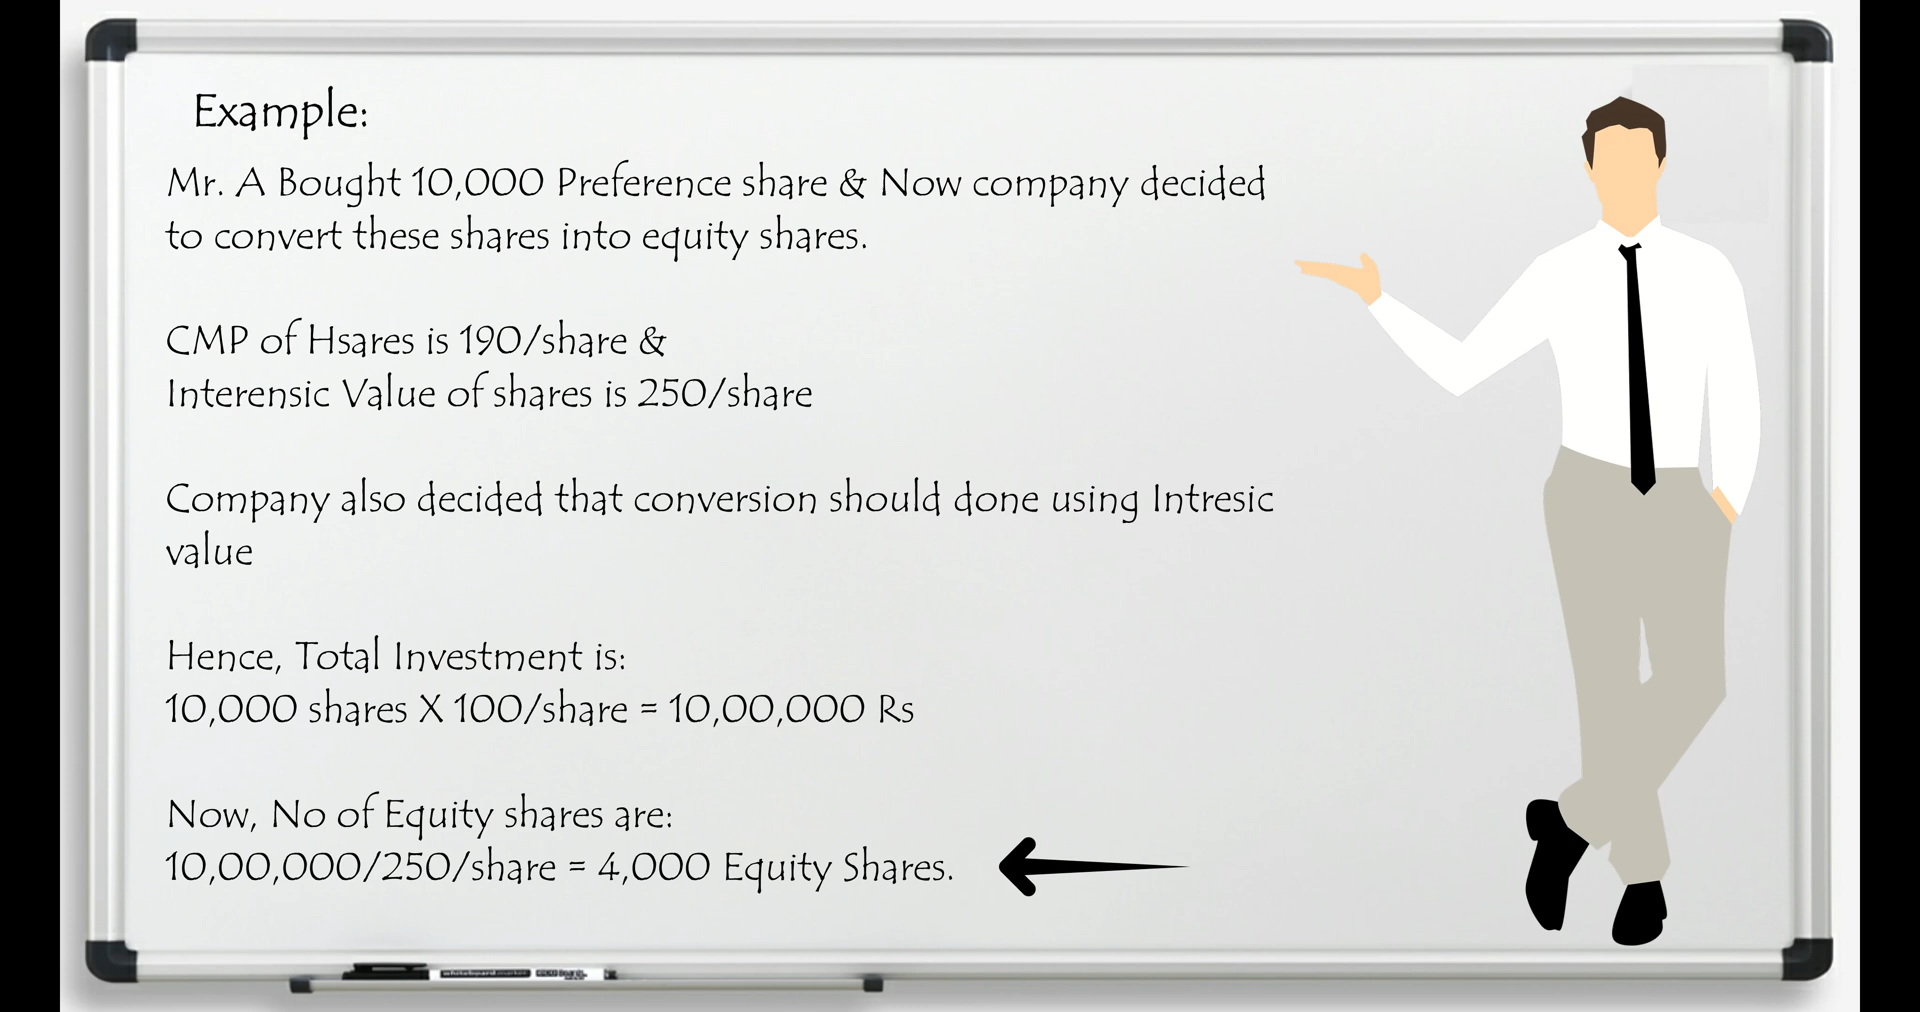 Example:
Mr. A Bought 10,000 Preference share & Now company decided
to convert these shares into equity shares.
CMP of Hsares is 190/share &
Interensic Value of shares is 250/share
Company also decided that conversion should done using Intresic
value
Hence, Total Investment is:
10,000 shares X 100/share = 10,00,000 Rs
Now, No of Equity shares are:
10,00,000/250/share = 4,000 Equity Shares.
whiteboard marker